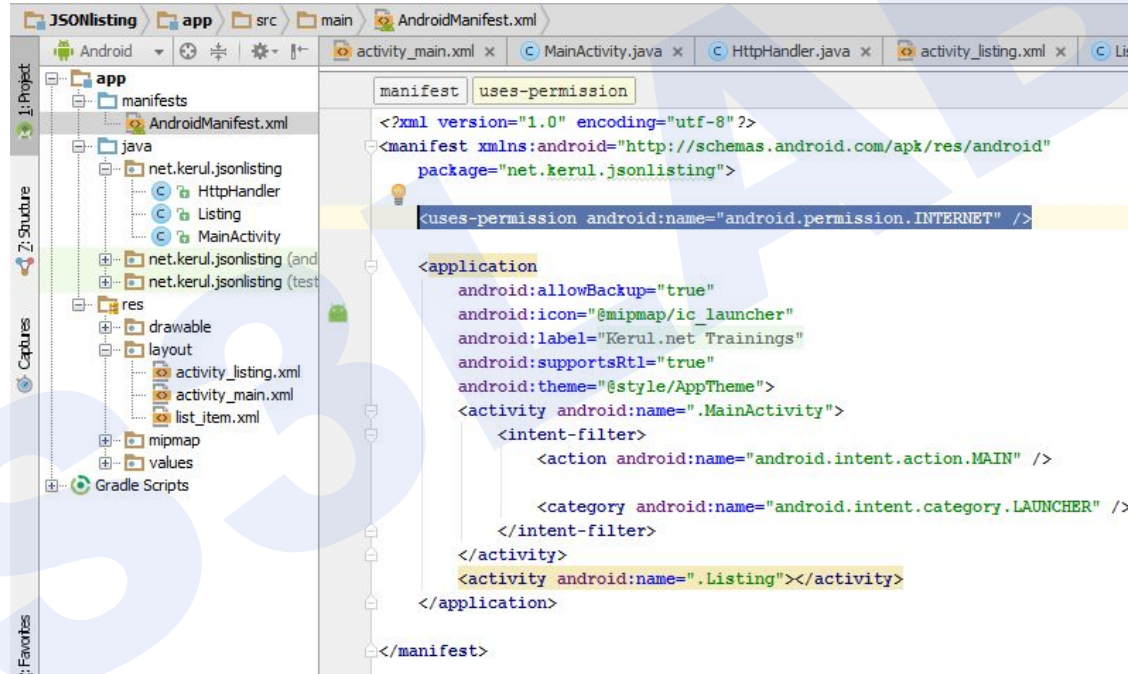 JSONlisting app src main AndroidManifest.xml
Android
activity_main.xml MainActivity.java HttpHandler.java activity_listing.xml
1: Project
7: Structure
Captures
Favorites
app
manifests
AndroidManifest.xml
java
net.kerul.jsonlisting
HttpHandler
Listing
MainActivity
net.kerul.jsonlisting (and
net.kerul.jsonlisting (test
res
drawable
layout
activity_listing.xml
activity_main.xml
list_item.xml
mipmap
values
Gradle Scripts
manifest uses-permission
<?xml version="1.0" encoding="utf-8"?>
<manifest xmlns:android="http://schemas.android.com/apk/res/android"
package="net.kerul.jsonlisting">
<uses-permission android:name="android.permission.INTERNET" />
<application
android:allowBackup="true"
android:icon="@mipmap/ic_launcher"
android:label="Kerul.net Trainings"
android:supportsRtl="true"
android:theme="@style/AppTheme">
<activity android:name=".MainActivity">
<intent-filter>
<action android:name="android.intent.action.MAIN" />
<category android:name="android.intent.category.LAUNCHER" />
</intent-filter>
</activity>
<activity android:name=".Listing"></activity>
</application>
</manifest>